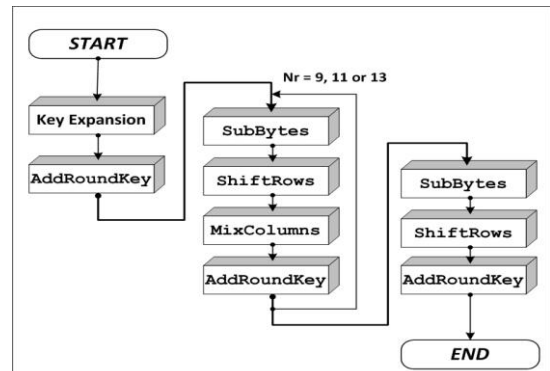 START
Key Expansion
AddRoundKey
Nr = 9, 11 or 13
SubBytes
ShiftRows
MixColumns
AddRoundKey
SubBytes
ShiftRows
AddRoundKey
END